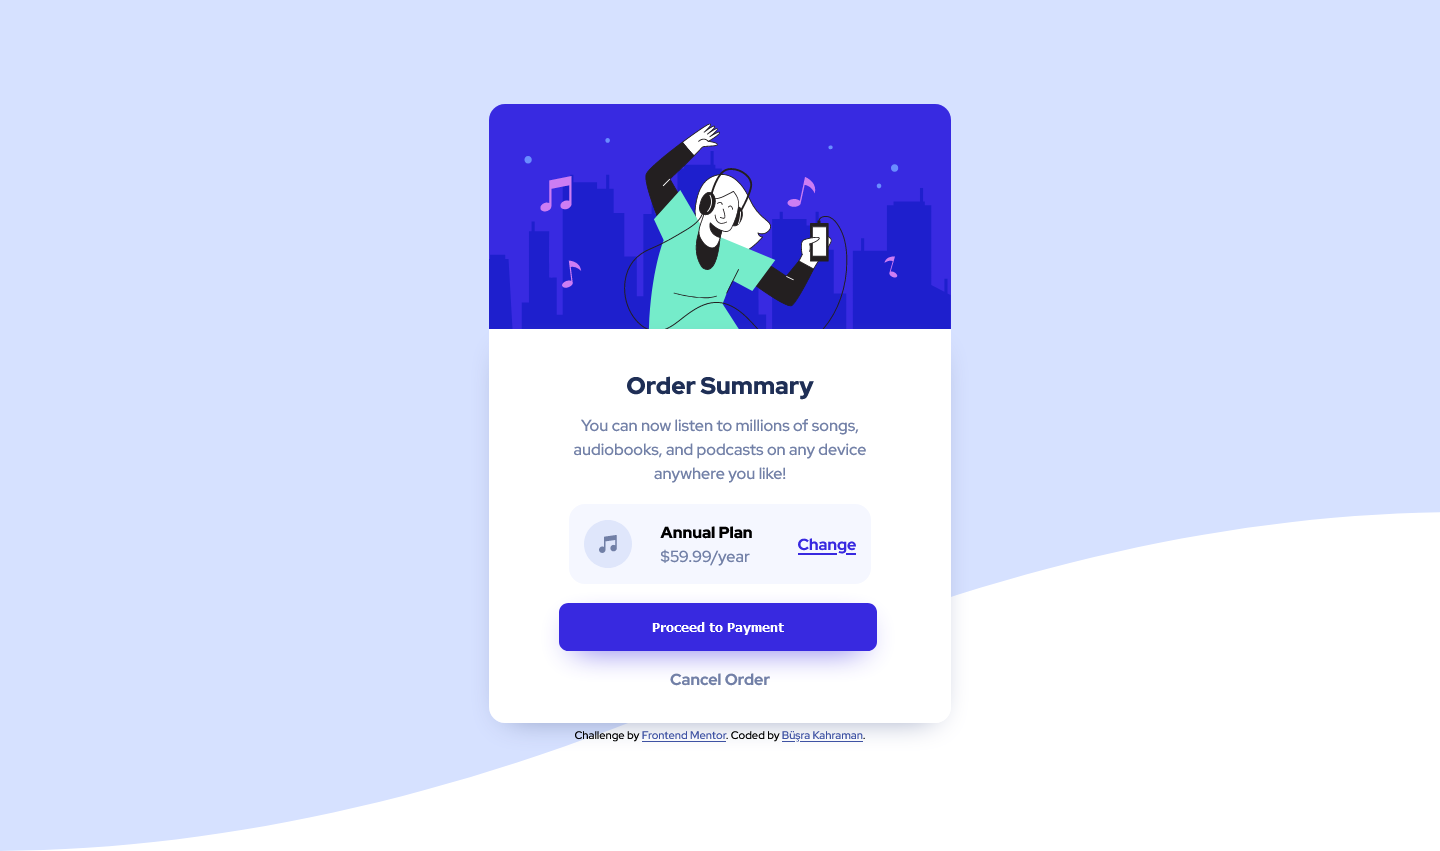 Order Summary
You can now listen to millions of songs,
audiobooks, and podcasts on any device
anywhere you like!
Annual Plan
$59.99/year
Change
Proceed to Payment
Cancel Order
Challenge by Frontend Mentor. Coded by Büşra Kahraman.